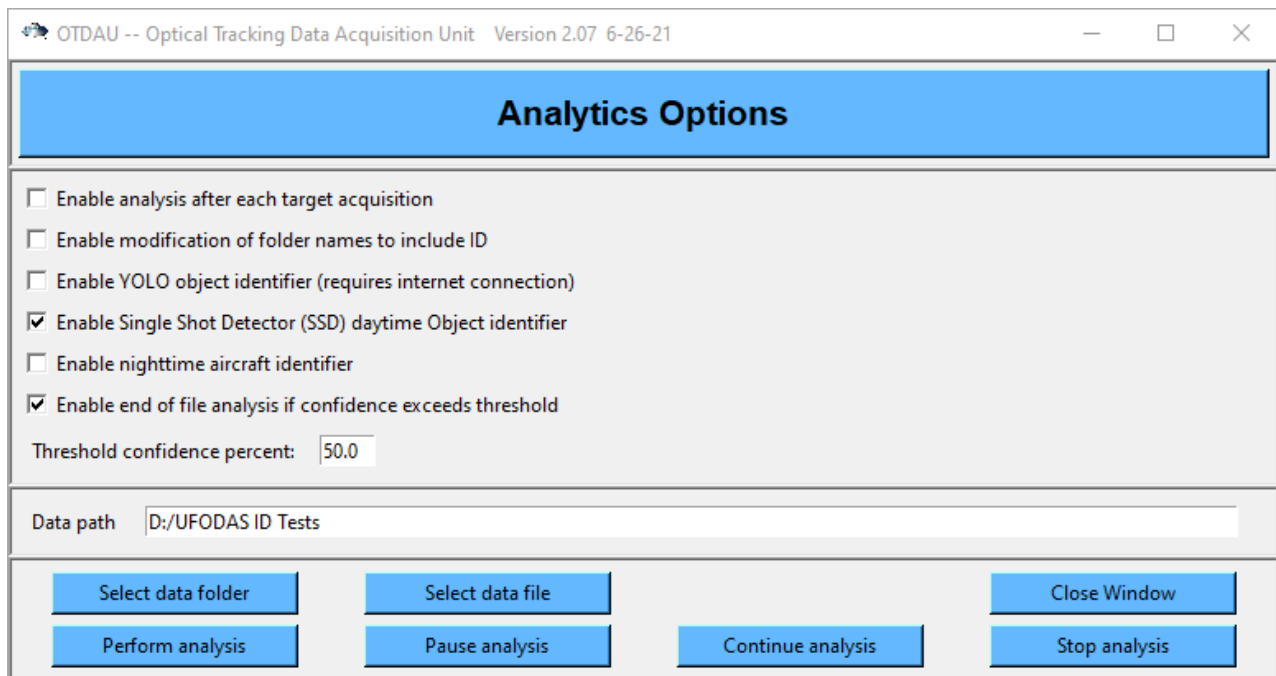 OTDAU -- Optical Tracking Data Acquisition Unit Version 2.07 6-26-21
Analytics Options
Enable analysis after each target acquisition
Enable modification of folder names to include ID
Enable YOLO object identifier (requires internet connection)
Enable Single Shot Detector (SSD) daytime Object identifier
Enable nighttime aircraft identifier
Enable end of file analysis if confidence exceeds threshold
Threshold confidence percent: 50.0
Data path D:/UFODAS ID Tests
Select data folder Select data file Close Window
Perform analysis Pause analysis Continue analysis Stop analysis